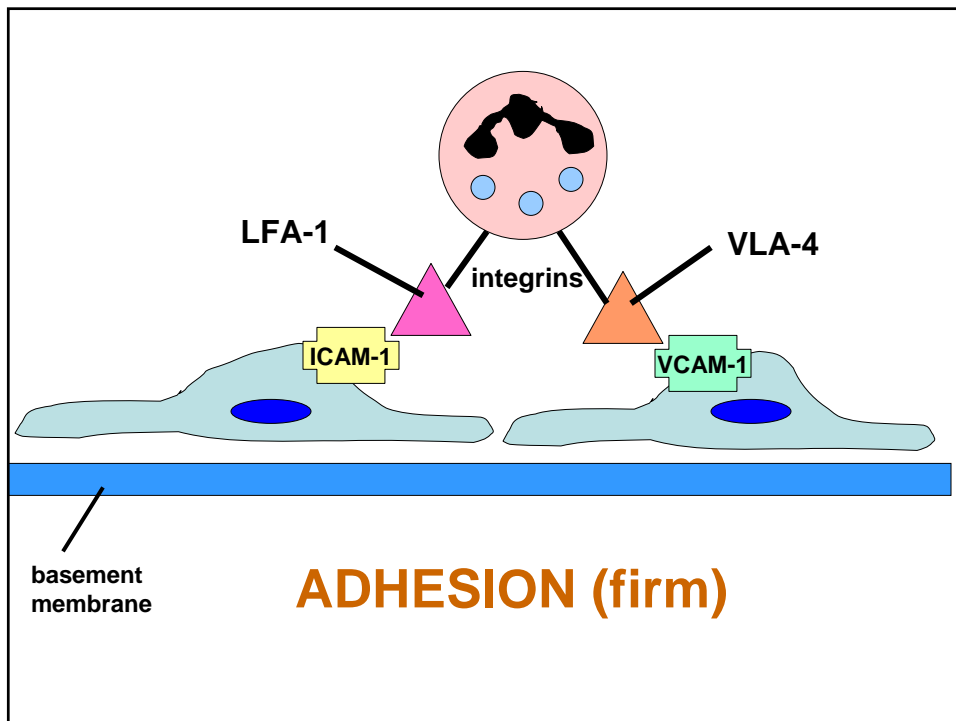 LFA-1
VLA-4
integrins
ICAM-1
VCAM-1
basement
membrane
ADHESION (firm)